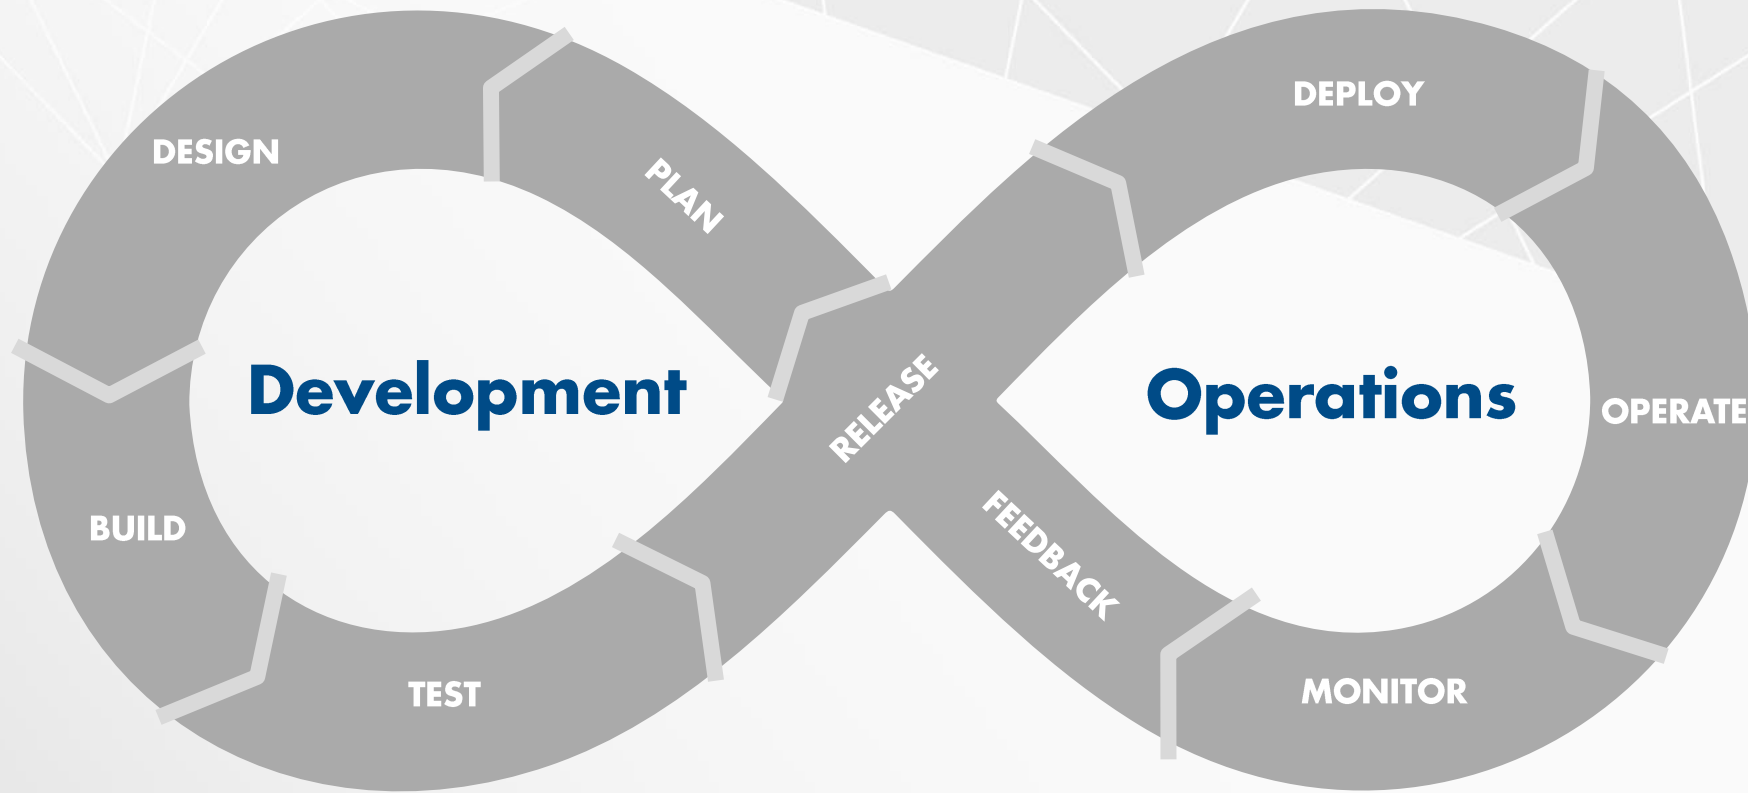 DEPLOY
DESIGN
PLAN
Development
RELEASE
Operations
OPERATE
BUILD
FEEDBACK
TEST
MONITOR